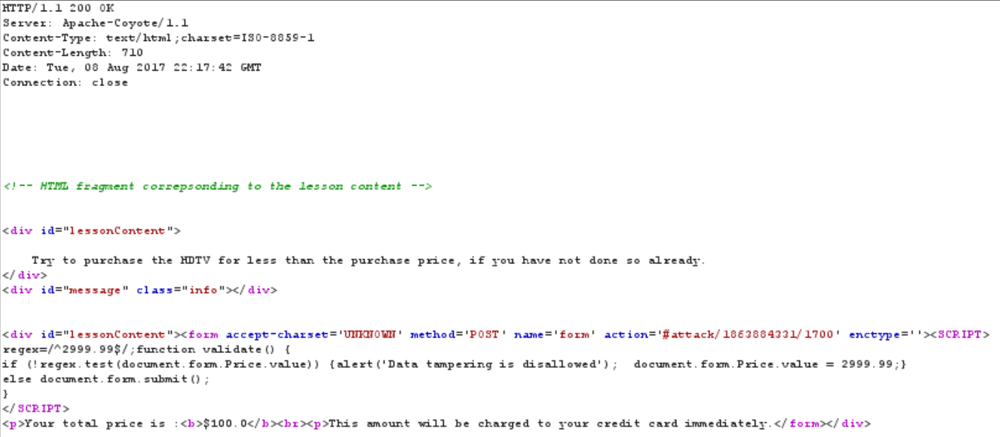 HTTP/1.1 200 OK
Server: Apache-Coyote/1.1
Content-Type: text/html;charset=ISO-8859-1
Content-Length: 710
Date: Tue, 08 Aug 2017 22:17:42 GMT
Connection: close
<!-- HTML fragment correpsonding to the lesson content -->
<div id="lessonContent">
Try to purchase the HDTV for less than the purchase price, if you have not done so already.
</div>
<div id="message" class="info"></div>
<div id="lessonContent"><form accept-charset='UNKNOWN' method='POST' name='form' action='#attack/1863884331/1700' enctype=''><SCRIPT>
regex=/^2999.99$/;function validate() {
if (!regex.test(document.form.Price.value)) {alert('Data tampering is disallowed');  document.form.Price.value = 2999.99;}
else document.form.submit();
}
</SCRIPT>
<p>Your total price is :<b>$100.0</b><br><p>This amount will be charged to your credit card immediately.</form></div>